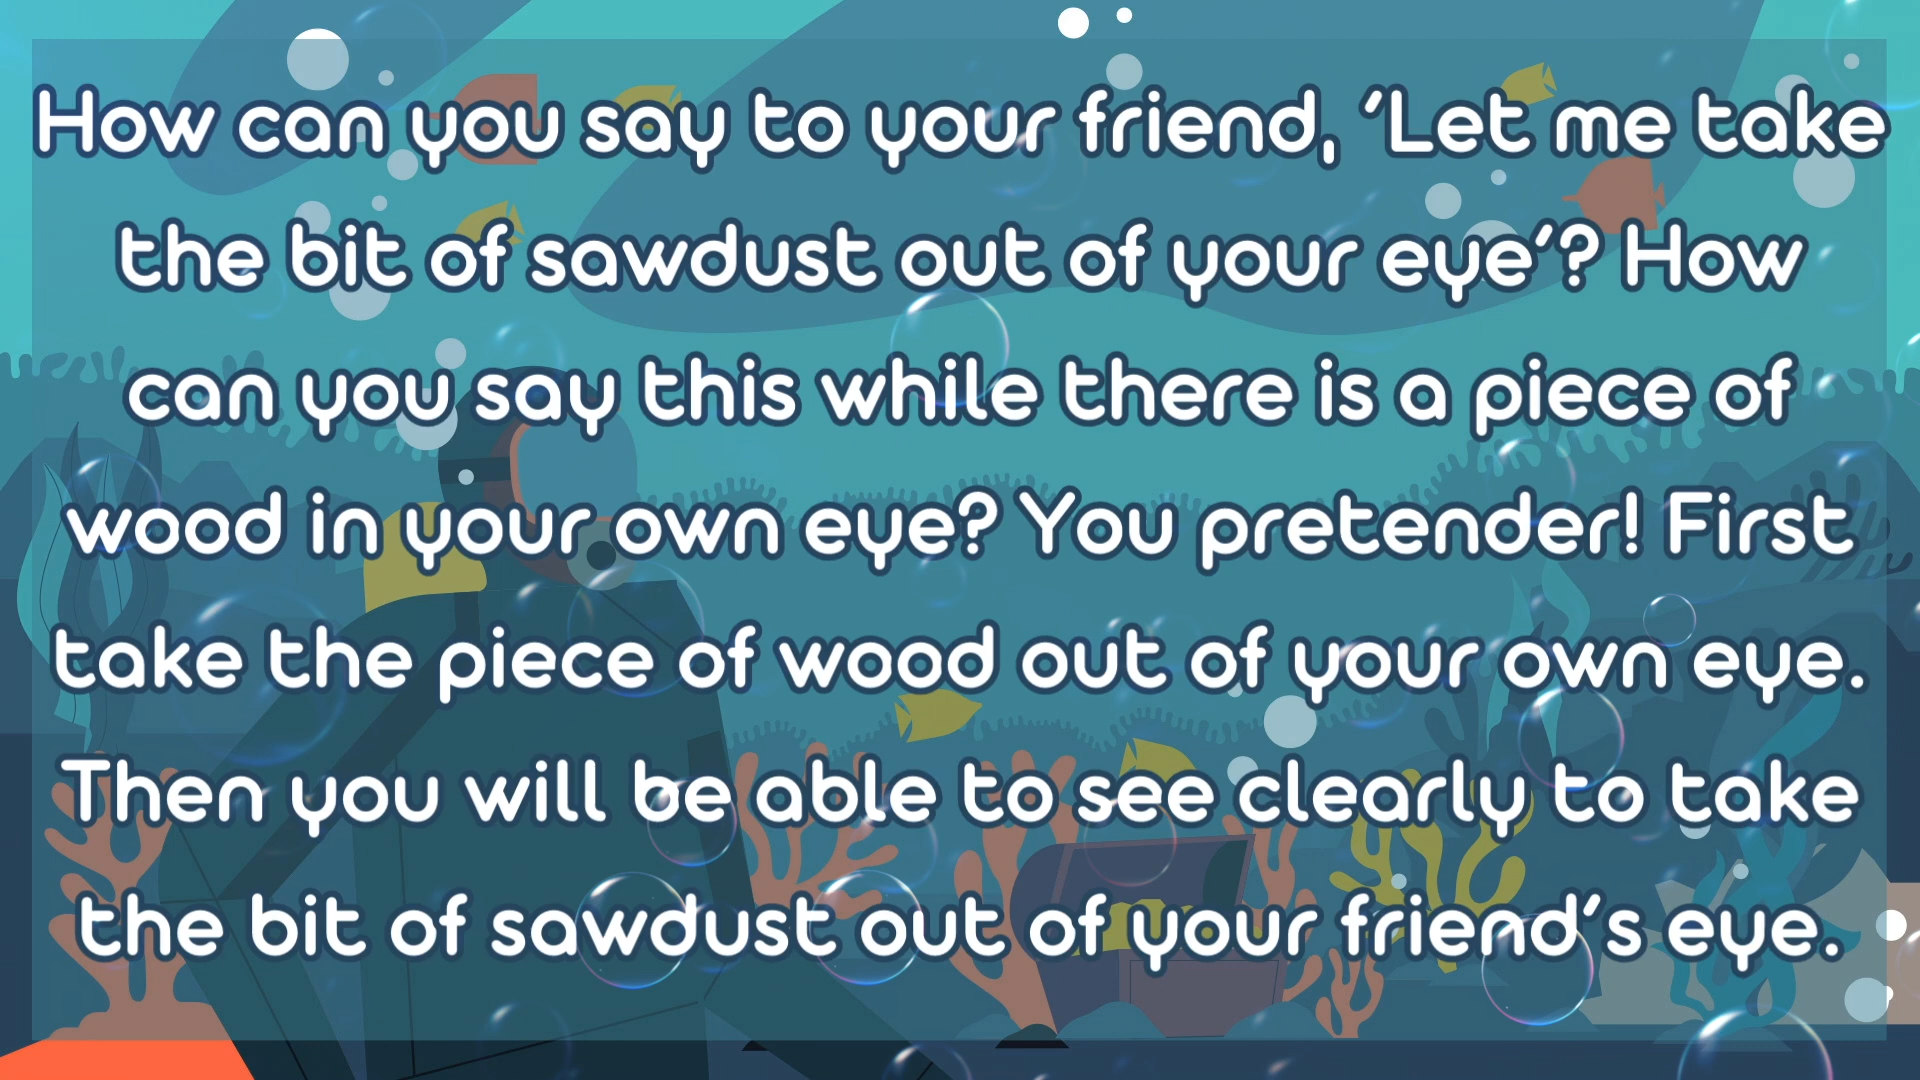 How can you say to your friend, ‘Let me take
the bit of sawdust out of your eye’? How
can you say this while there is a piece of
wood in your own eye? You pretender! First
take the piece of wood out of your own eye.
Then you will be able to see clearly to take
the bit of sawdust out of your friend’s eye.